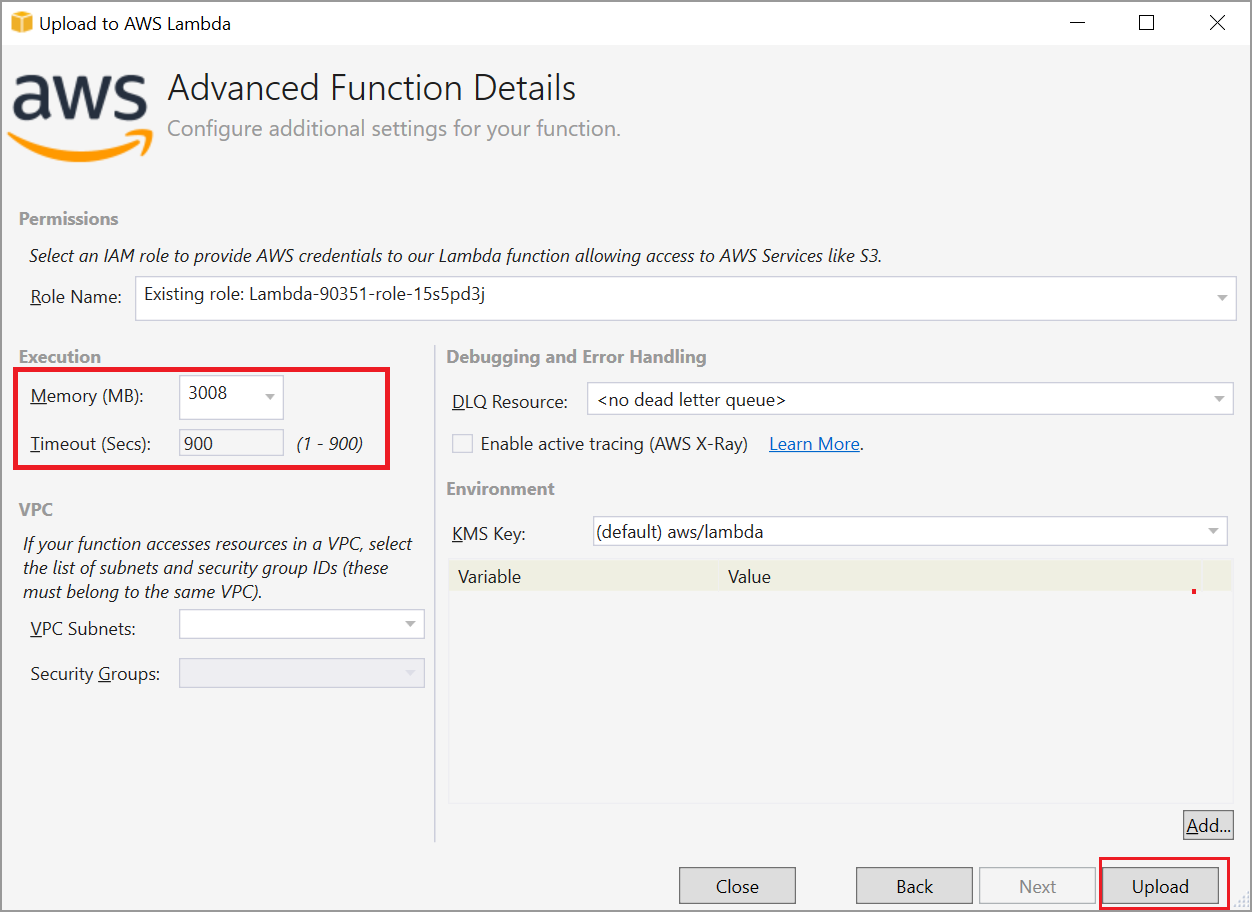 Upload to AWS Lambda
aws
Advanced Function Details
Configure additional settings for your function.
Permissions
Select an IAM role to provide AWS credentials to our Lambda function allowing access to AWS Services like S3.
Role Name: Existing role: Lambda-90351-role-15s5pd3j
Execution
Memory (MB): 3008
Timeout (Secs): 900 (1 - 900)
VPC
If your function accesses resources in a VPC, select
the list of subnets and security group IDs (these
must belong to the same VPC).
VPC Subnets:
Security Groups:
Debugging and Error Handling
DLQ Resource: <no dead letter queue>
Enable active tracing (AWS X-Ray) Learn More.
Environment
KMS Key: (default) aws/lambda
Variable Value
Add...
Close Back Next Upload